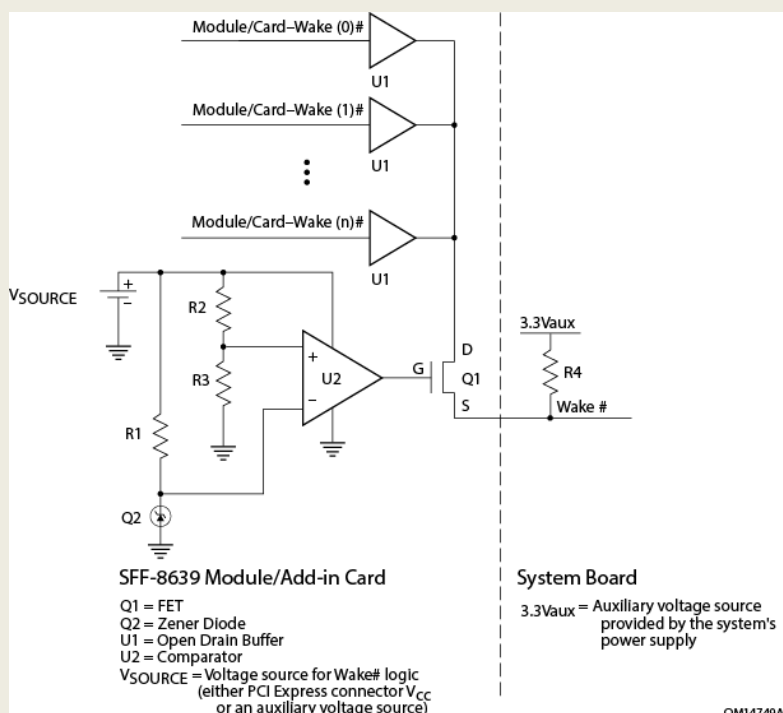 Module/Card–Wake (0)#
U1
Module/Card–Wake (1)#
U1
Module/Card–Wake (n)#
U1
VSOURCE
+
–
R2
R3
R1
+
–
U2
G
D
Q1
S
3.3Vaux
R4
Wake #
Q2
SFF-8639 Module/Add-in Card
Q1 = FET
Q2 = Zener Diode
U1 = Open Drain Buffer
U2 = Comparator
VSOURCE = Voltage source for Wake# logic
(either PCI Express connector VCC
or an auxiliary voltage source)
System Board
3.3Vaux = Auxiliary voltage source
provided by the system's
power supply
OM14749A